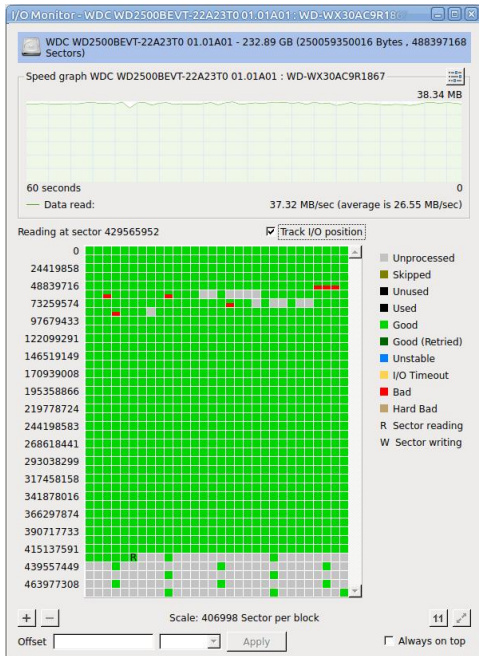 I/O Monitor - WDC WD2500BEVT-22A23T0 01.01A01 : WD-WX30AC9R1867
WDC WD2500BEVT-22A23T0 01.01A01 - 232.89 GB (250059350016 Bytes , 488397168
Sectors)
Speed graph WDC WD2500BEVT-22A23T0 01.01A01 : WD-WX30AC9R1867
38.34 MB
60 seconds 0
Data read: 37.32 MB/sec (average is 26.55 MB/sec)
Reading at sector 429565952 Track I/O position
0
24419858
48839716
73259574
97679433
122099291
146519149
170939008
195358866
219778724
244198583
268618441
293038299
317458158
341878016
366297874
390717733
415137591
439557449
463977308
R
Unprocessed
Skipped
Unused
Used
Good
Good (Retried)
Unstable
I/O Timeout
Bad
Hard Bad
R Sector reading
W Sector writing
+ − Scale: 406998 Sector per block 11
Offset Apply Always on top